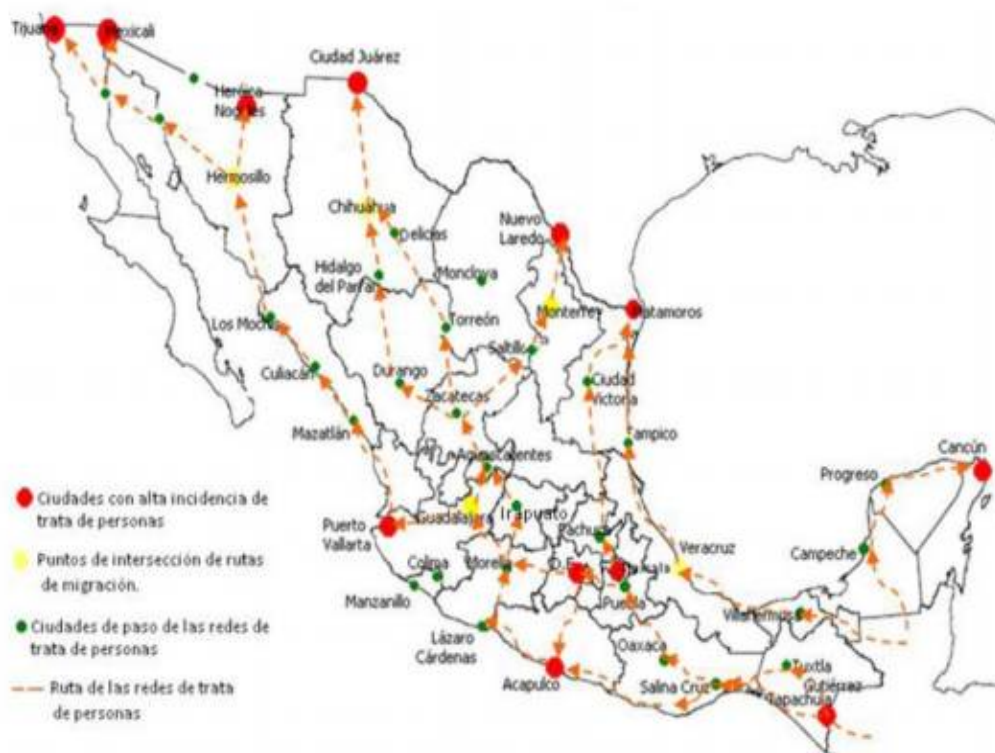 Tijuana
Mexicali
Ciudad Juárez
Heróica
Nogales
Hermosillo
Chihuahua
Delicias
Nuevo
Laredo
Hidalgo
del Parral
Monclova
Monterrey
Matamoros
Los Mochis
Torreón
Saltillo
Culiacán
Durango
Ciudad
Victoria
Zacatecas
Mazatlán
Tampico
Aguascalientes
Cancún
Progreso
Ciudades con alta incidencia de
trata de personas
Puerto
Vallarta
Guadalajara
Irapuato
Pachuca
Puntos de intersección de rutas
de migración.
Veracruz
Campeche
Colima
Morelia
D.F.
Manzanillo
Puebla
Villahermosa
Ciudades de paso de las redes de
trata de personas
Lázaro
Cárdenas
Oaxaca
Tuxtla
Gutiérrez
Acapulco
Salina Cruz
Tapachula
Ruta de las redes de trata
de personas